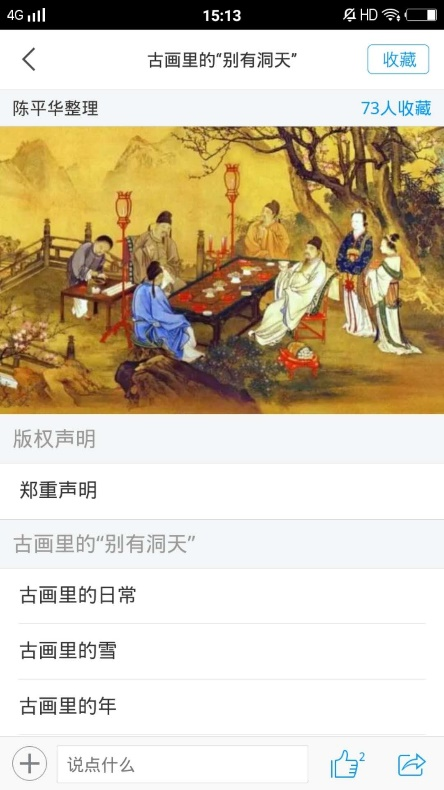 4G 15:13 HD
古画里的“别有洞天” 收藏
陈平华整理 73人收藏
版权声明
郑重声明
古画里的“别有洞天”
古画里的日常
古画里的雪
古画里的年
说点什么 2